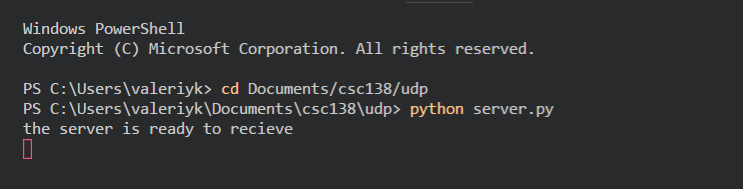 Windows PowerShell
Copyright (C) Microsoft Corporation. All rights reserved.
PS C:\Users\valeriyk> cd Documents/csc138/udp
PS C:\Users\valeriyk\Documents\csc138\udp> python server.py
the server is ready to recieve